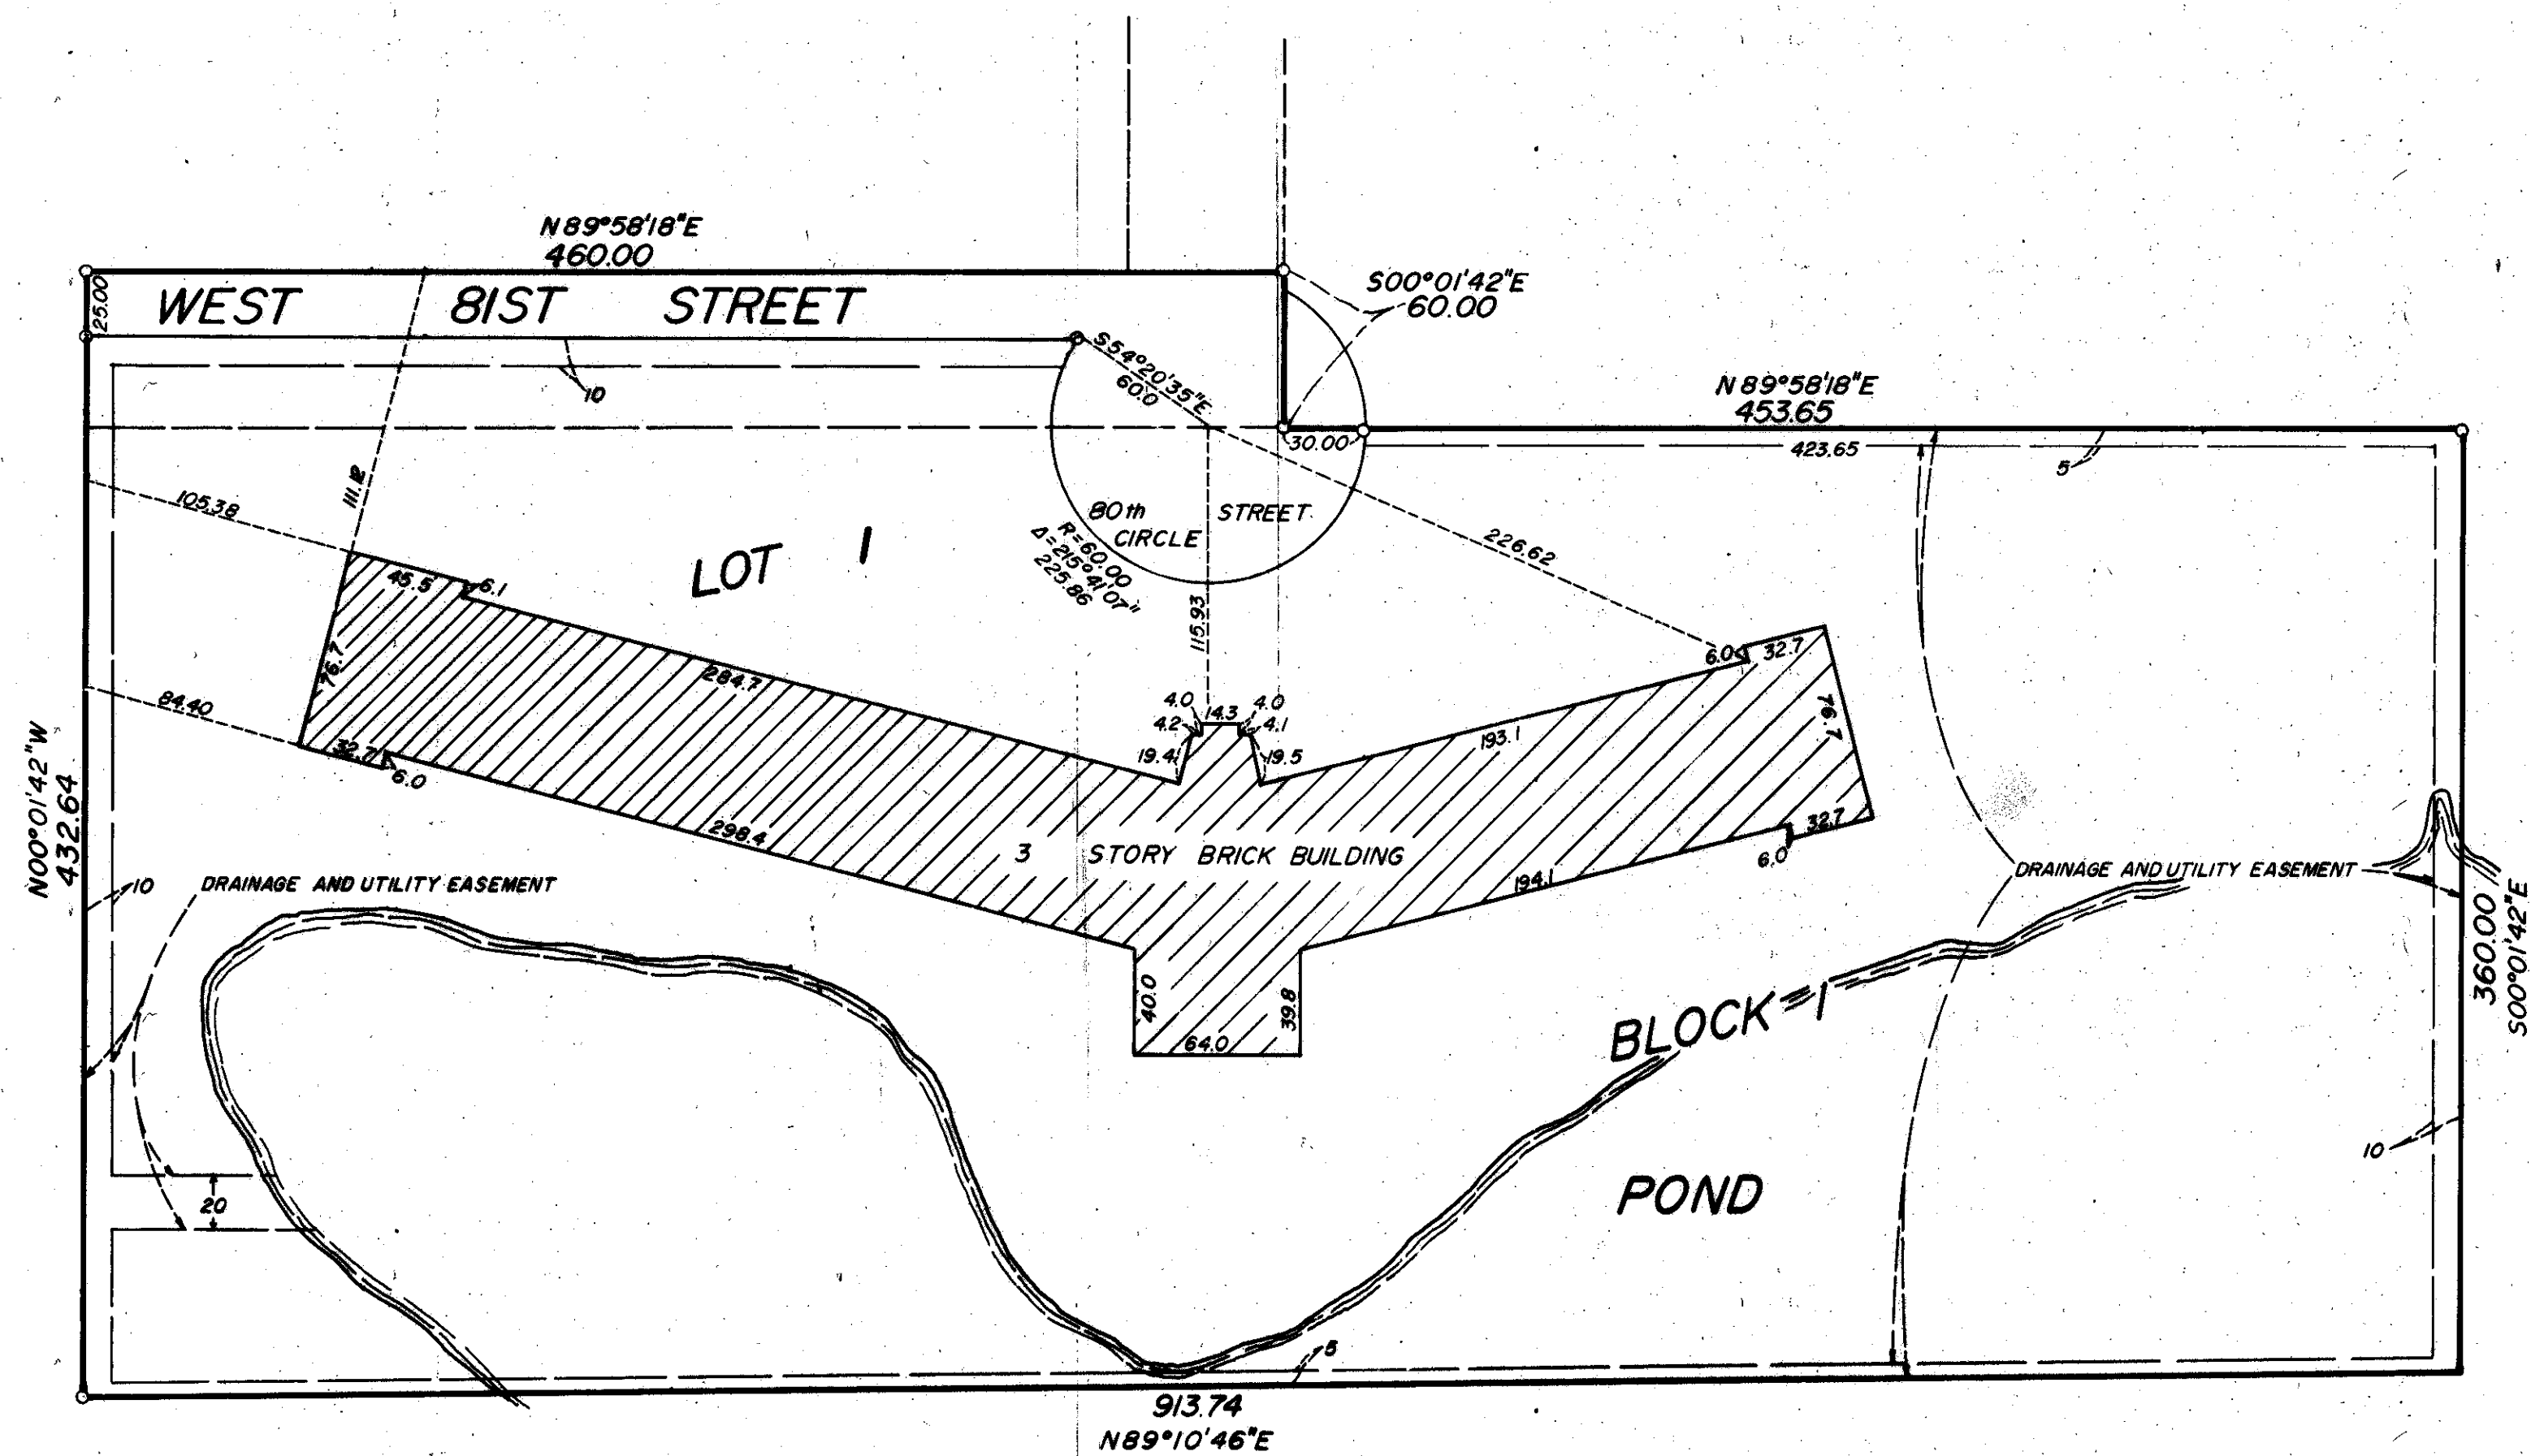 N89°58'18"E
460.00
S00°01'42"E
60.00
25.00
WEST 81ST STREET
S54°20'35"E
60.0
10
N89°58'18"E
453.65
30.00
423.65
5
105.38
111.12
80th STREET
CIRCLE
R=60.00
Δ=215°41'07"
225.86
LOT 1
226.62
115.93
45.5
6.1
76.7
284.7
84.40
32.7
6.0
4.0
14.3
4.0
4.2
4.1
19.4
19.5
193.1
6.0
32.7
76.7
298.4
3 STORY BRICK BUILDING
194.1
6.0
32.7
N00°01'42"W
432.64
10
DRAINAGE AND UTILITY EASEMENT
DRAINAGE AND UTILITY EASEMENT
360.00
S00°01'42"E
40.0
39.8
64.0
BLOCK 1
10
20
POND
5
913.74
N89°10'46"E